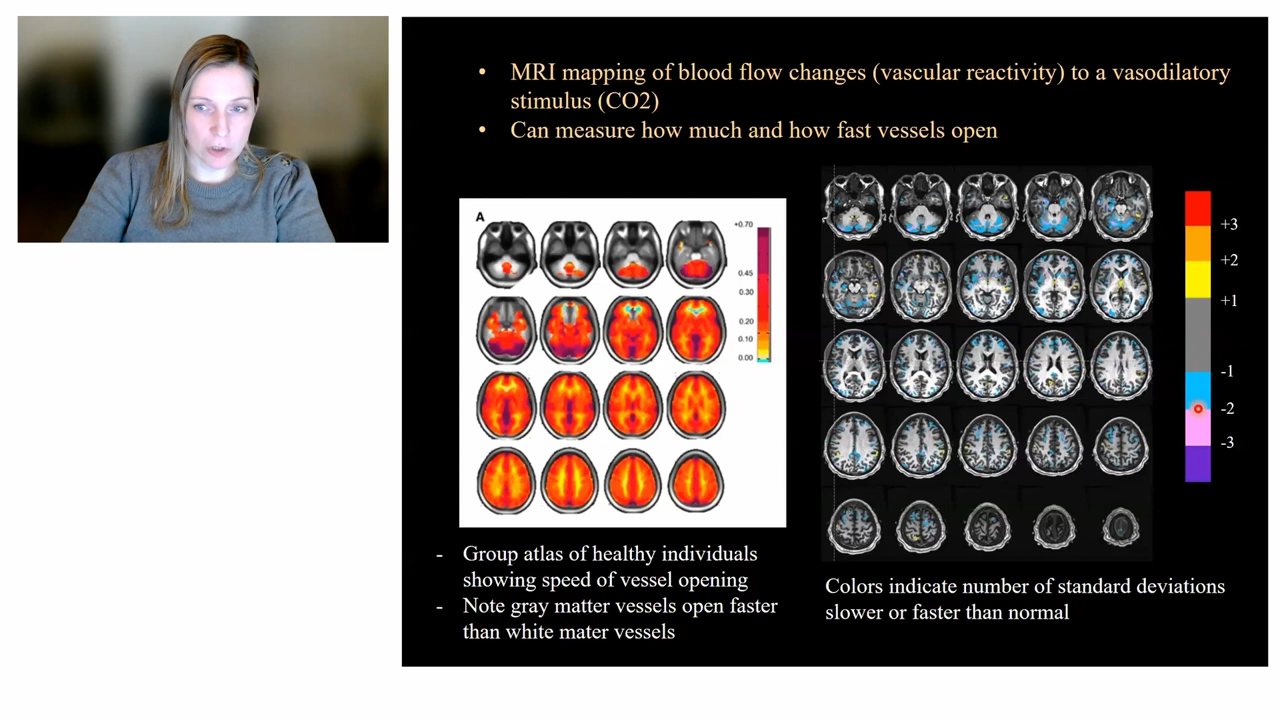 • MRI mapping of blood flow changes (vascular reactivity) to a vasodilatory
stimulus (CO2)
• Can measure how much and how fast vessels open
A
+0.70
0.45
0.30
0.20
0.10
0.00
+3
+2
+1
-1
-2
-3
- Group atlas of healthy individuals
showing speed of vessel opening
- Note gray matter vessels open faster
than white mater vessels
Colors indicate number of standard deviations
slower or faster than normal